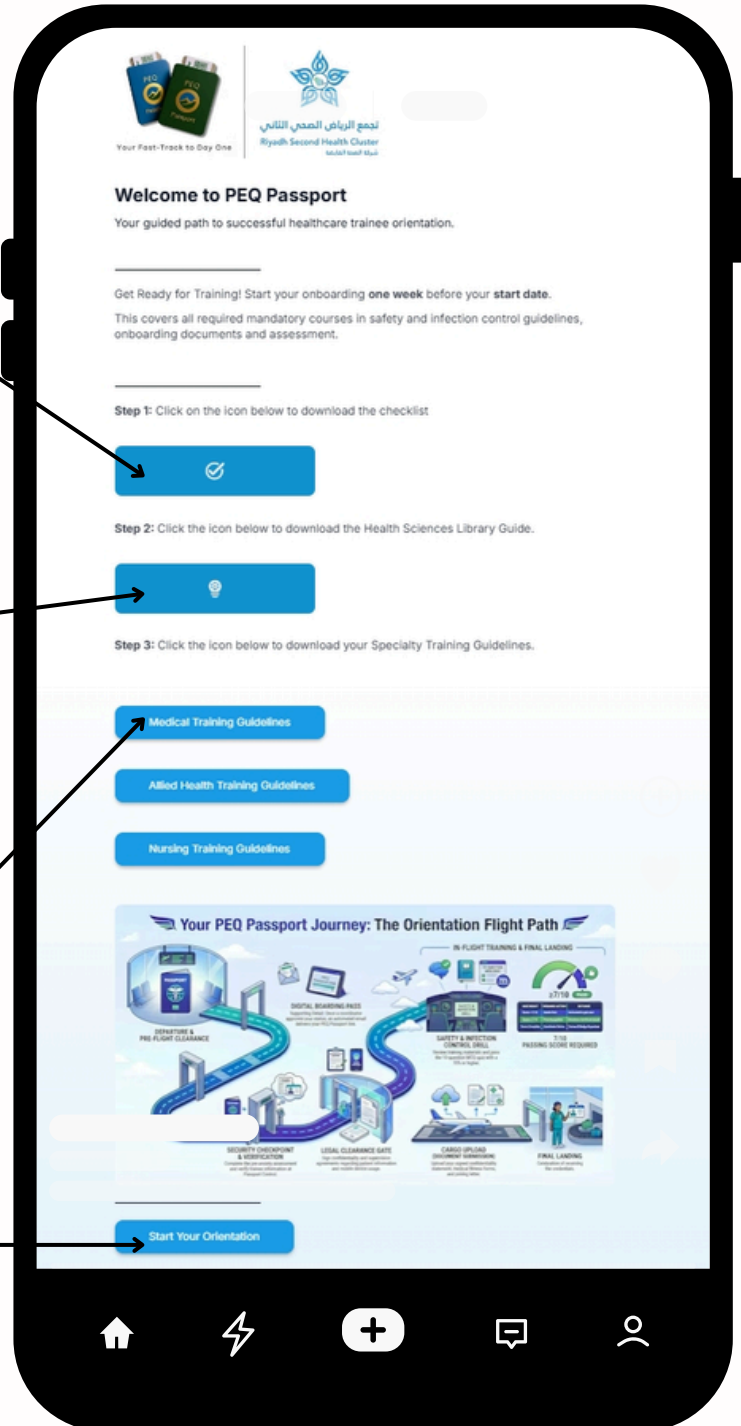 PEQ
PEQ
Your Fast-Track to Day One
تجمع الرياض الصحي الثاني
Riyadh Second Health Cluster
Welcome to PEQ Passport
Your guided path to successful healthcare trainee orientation.
Get Ready for Training! Start your onboarding one week before your start date.
This covers all required mandatory courses in safety and infection control guidelines,
onboarding documents and assessment.
Step 1: Click on the icon below to download the checklist
Step 2: Click the icon below to download the Health Sciences Library Guide.
Step 3: Click the icon below to download your Specialty Training Guidelines.
Medical Training Guidelines
Allied Health Training Guidelines
Nursing Training Guidelines
Your PEQ Passport Journey: The Orientation Flight Path
IN-FLIGHT TRAINING & FINAL LANDING
PASSPORT
DEPARTURE &
PRE-FLIGHT CLEARANCE
DIGITAL BOARDING PASS
SAFETY & INFECTION
CONTROL DRILL
≥7/10
7/10
PASSING SCORE REQUIRED
SECURITY CHECKPOINT
& VERIFICATION
LEGAL CLEARANCE GATE
CARGO UPLOAD
(DOCUMENT SUBMISSION)
FINAL LANDING
Start Your Orientation